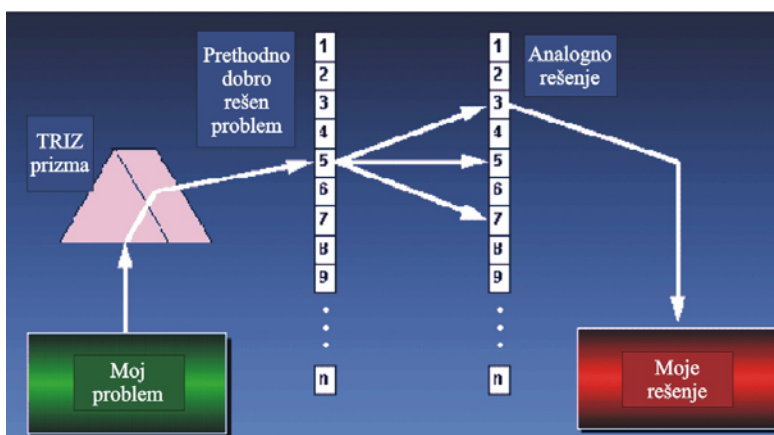 Prethodno
dobro
rešen
problem
Analogno
rešenje
TRIZ
prizma
1
2
3
4
5
6
7
8
9
n
1
2
3
4
5
6
7
8
9
n
Moj
problem
Moje
rešenje